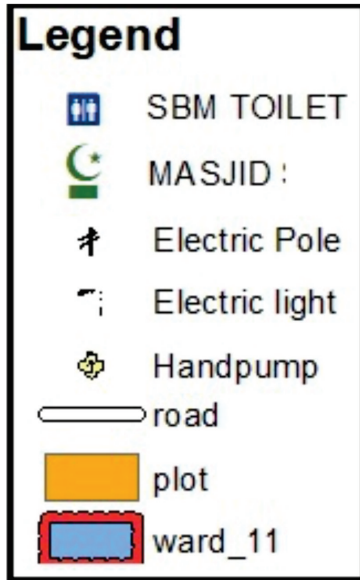 Legend
SBM TOILET
MASJID :
Electric Pole
Electric light
Handpump
road
plot
ward_11